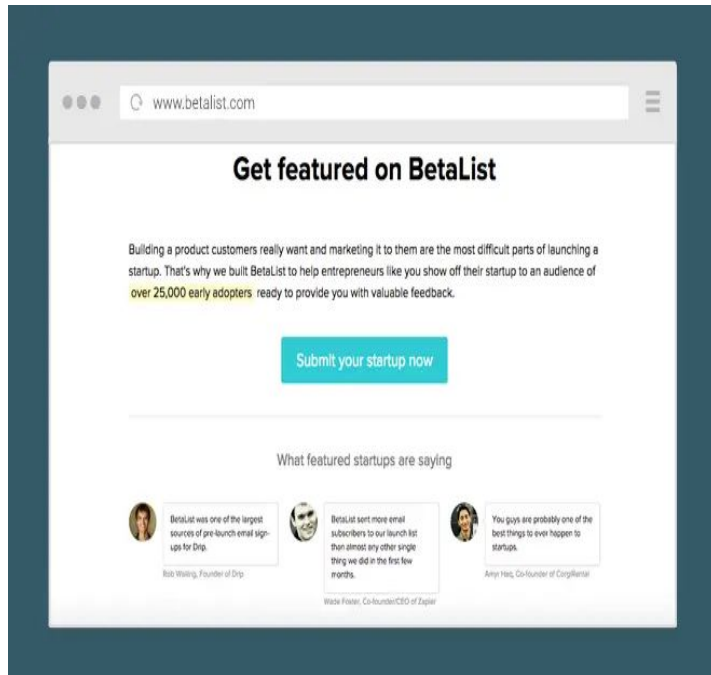 www.betalist.com
Get featured on BetaList
Building a product customers really want and marketing it to them are the most difficult parts of launching a
startup. That's why we built BetaList to help entrepreneurs like you show off their startup to an audience of
over 25,000 early adopters ready to provide you with valuable feedback.
Submit your startup now
What featured startups are saying
BetaList was one of the largest
sources of pre-launch email sign-
ups for Drip.
Rob Walling, Founder of Drip
BetaList sent more email
subscribers to our launch list
than almost any other single
thing we did in the first few
months.
Wade Foster, Co-founder/CEO of Zapier
You guys are probably one of the
best things to ever happen to
startups.
Amyr Haq, Co-founder of CorgiRental